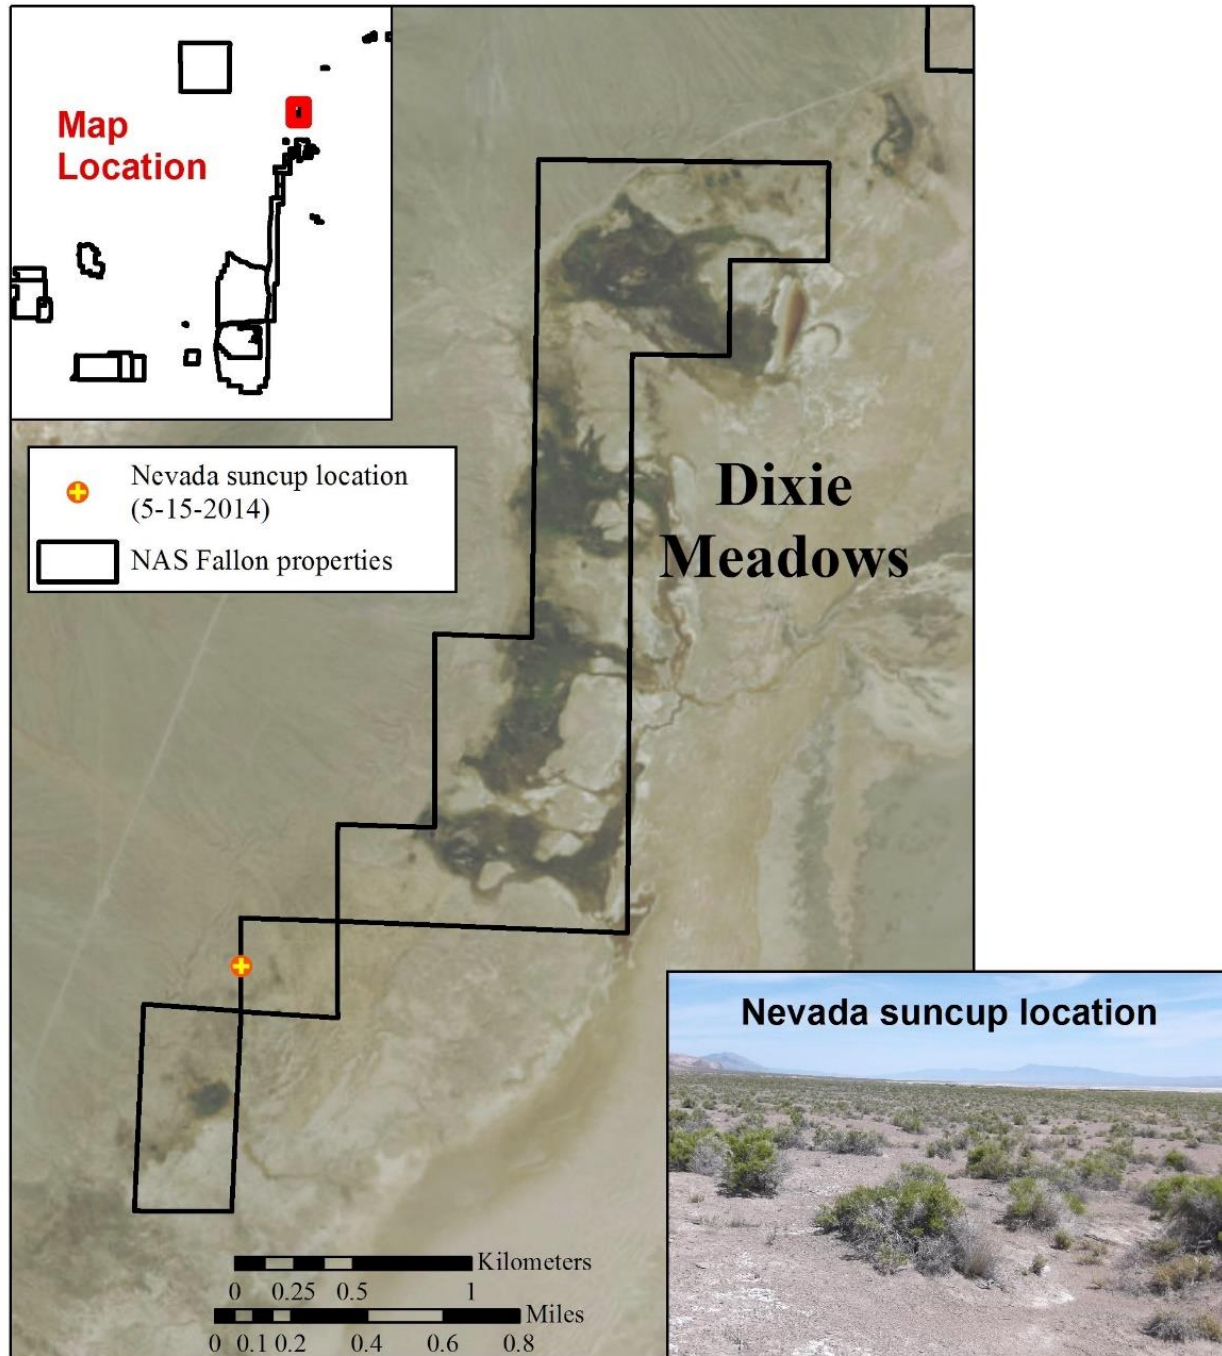 Map
Location
Nevada suncup location
(5-15-2014)
NAS Fallon properties
Dixie
Meadows
Nevada suncup location
Kilometers
0 0.25 0.5 1
Miles
0 0.1 0.2 0.4 0.6 0.8